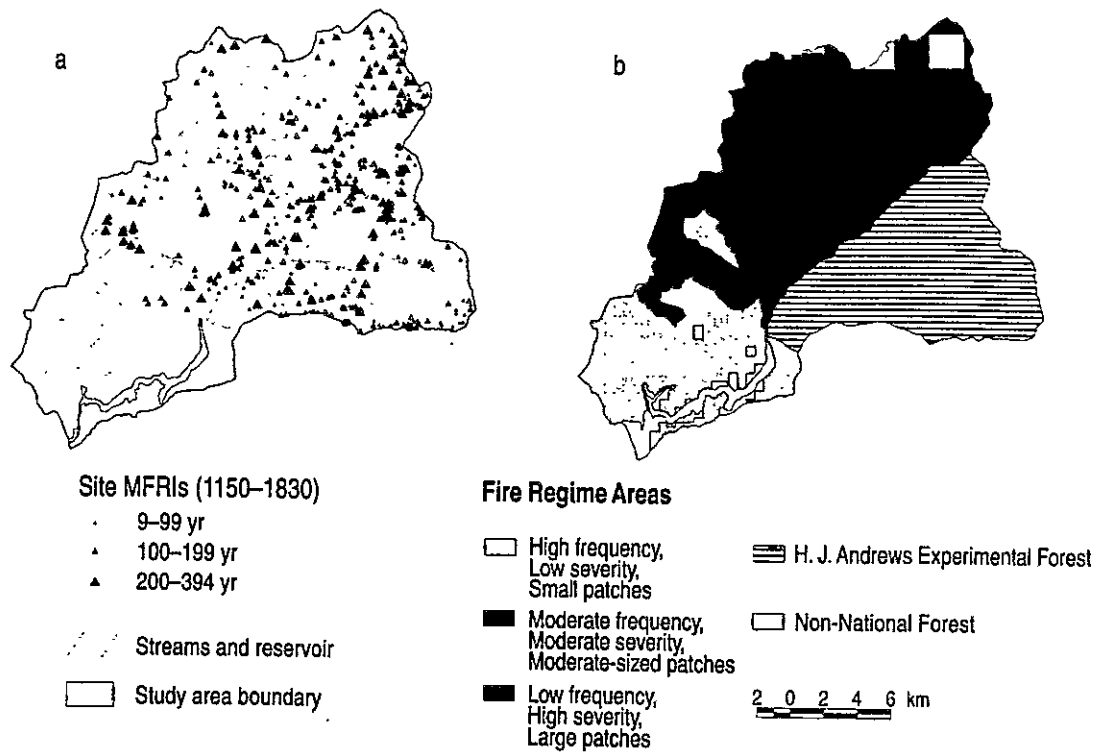 a
b
Site MFRIs (1150–1830)
9–99 yr
100–199 yr
200–394 yr
Streams and reservoir
Study area boundary
Fire Regime Areas
High frequency,
Low severity,
Small patches
Moderate frequency,
Moderate severity,
Moderate-sized patches
Low frequency,
High severity,
Large patches
H. J. Andrews Experimental Forest
Non-National Forest
2 0 2 4 6 km